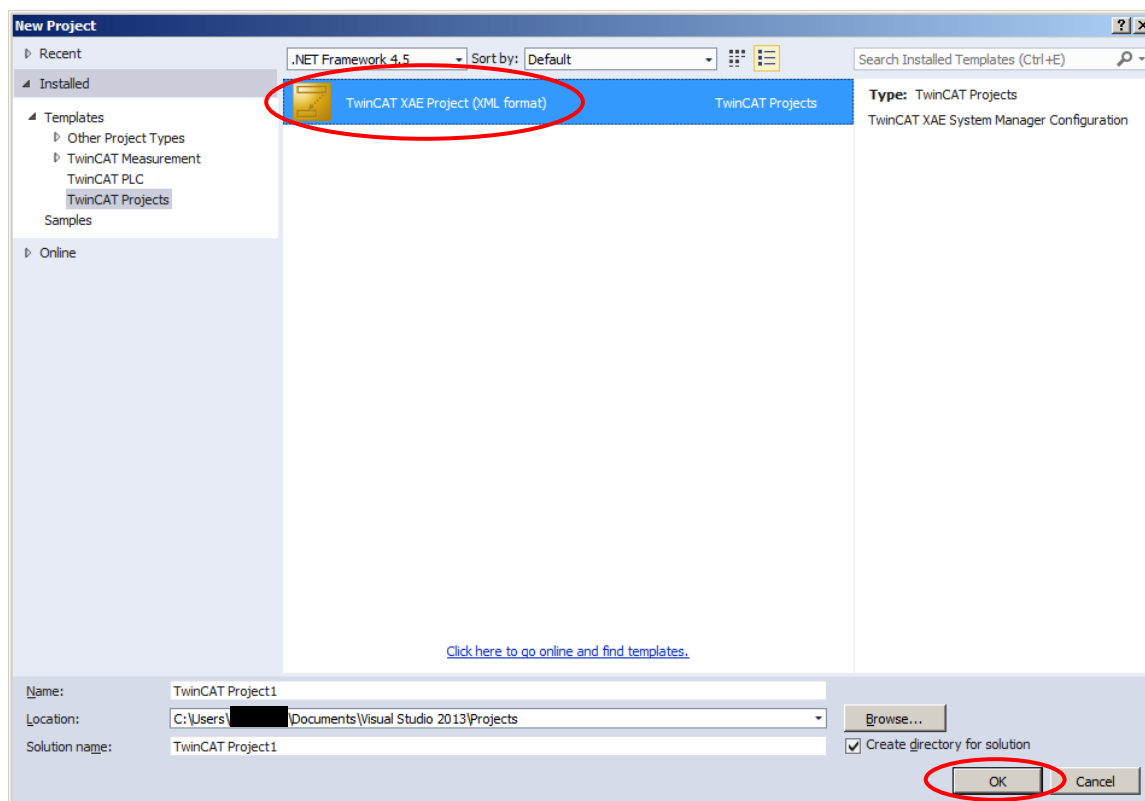 New Project
Recent
.NET Framework 4.5 Sort by: Default
Search Installed Templates (Ctrl+E)
Installed
Templates
Other Project Types
TwinCAT Measurement
TwinCAT PLC
TwinCAT Projects
Samples
Online
TwinCAT XAE Project (XML format) TwinCAT Projects
Type: TwinCAT Projects
TwinCAT XAE System Manager Configuration
Click here to go online and find templates.
Name: TwinCAT Project1
Location: C:\Users\ \Documents\Visual Studio 2013\Projects Browse...
Solution name: TwinCAT Project1
Create directory for solution
OK Cancel